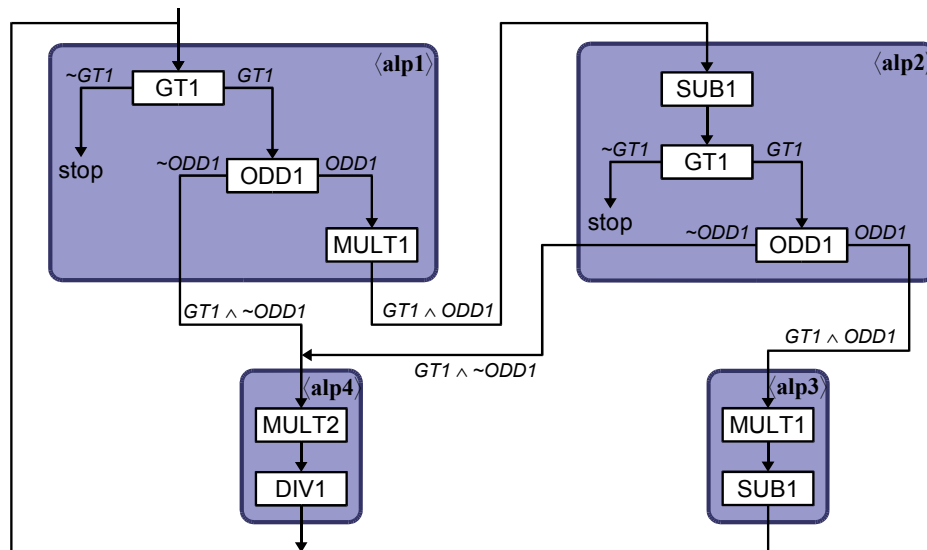 ⟨alp1⟩
~GT1
GT1
GT1
stop
~ODD1
ODD1
ODD1
MULT1
GT1 ∧ ~ODD1
GT1 ∧ ODD1
⟨alp2⟩
SUB1
~GT1
GT1
GT1
stop
~ODD1
ODD1
ODD1
GT1 ∧ ~ODD1
GT1 ∧ ODD1
⟨alp4⟩
MULT2
DIV1
⟨alp3⟩
MULT1
SUB1